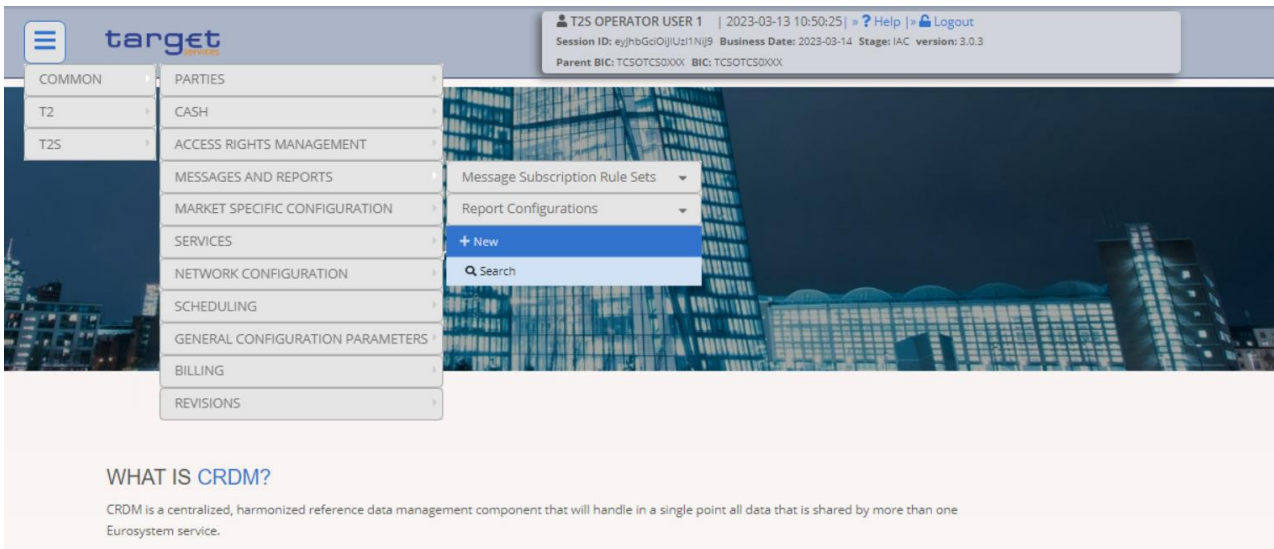 T2S OPERATOR USER 1 | 2023-03-13 10:50:25 | » ? Help | » Logout
Session ID: eyJhbGciOiJIUzI1NiJ9 Business Date: 2023-03-14 Stage: IAC version: 3.0.3
Parent BIC: TCSOTCS0XXX BIC: TCSOTCS0XXX
target
services
COMMON
T2
T2S
PARTIES
CASH
ACCESS RIGHTS MANAGEMENT
MESSAGES AND REPORTS
MARKET SPECIFIC CONFIGURATION
SERVICES
NETWORK CONFIGURATION
SCHEDULING
GENERAL CONFIGURATION PARAMETERS
BILLING
REVISIONS
Message Subscription Rule Sets
Report Configurations
+ New
Search
WHAT IS CRDM?
CRDM is a centralized, harmonized reference data management component that will handle in a single point all data that is shared by more than one
Eurosystem service.